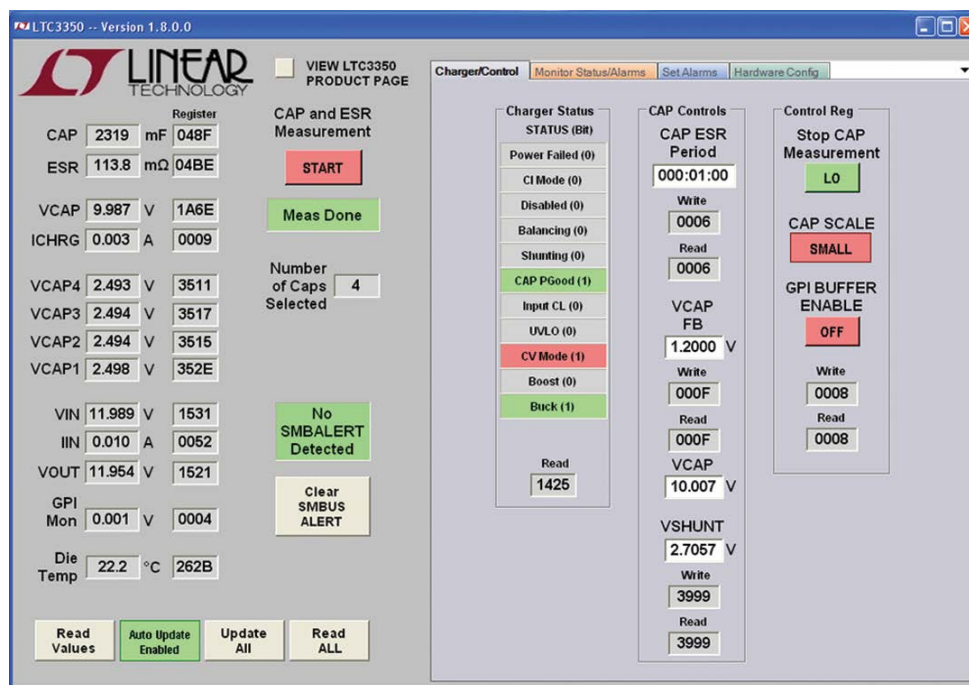 LTC3350 -- Version 1.8.0.0
LINEAR
TECHNOLOGY
VIEW LTC3350
PRODUCT PAGE
Register
CAP 2319 mF 048F
ESR 113.8 mΩ 04BE
VCAP 9.987 V 1A6E
ICHRG 0.003 A 0009
VCAP4 2.493 V 3511
VCAP3 2.494 V 3517
VCAP2 2.494 V 3515
VCAP1 2.498 V 352E
VIN 11.989 V 1531
IIN 0.010 A 0052
VOUT 11.954 V 1521
GPI
Mon 0.001 V 0004
Die
Temp 22.2 °C 262B
CAP and ESR
Measurement
START
Meas Done
Number
of Caps 4
Selected
No
SMBALERT
Detected
Clear
SMBUS
ALERT
Read
Values
Auto Update
Enabled
Update
All
Read
ALL
Charger/Control Monitor Status/Alarms Set Alarms Hardware Config
Charger Status
STATUS (Bit)
Power Failed (0)
CI Mode (0)
Disabled (0)
Balancing (0)
Shunting (0)
CAP PGood (1)
Input CL (0)
UVLO (0)
CV Mode (1)
Boost (0)
Buck (1)
Read
1425
CAP Controls
CAP ESR
Period
000:01:00
Write
0006
Read
0006
VCAP
FB
1.2000 V
Write
000F
Read
000F
VCAP
10.007 V
VSHUNT
2.7057 V
Write
3999
Read
3999
Control Reg
Stop CAP
Measurement
LO
CAP SCALE
SMALL
GPI BUFFER
ENABLE
OFF
Write
0008
Read
0008